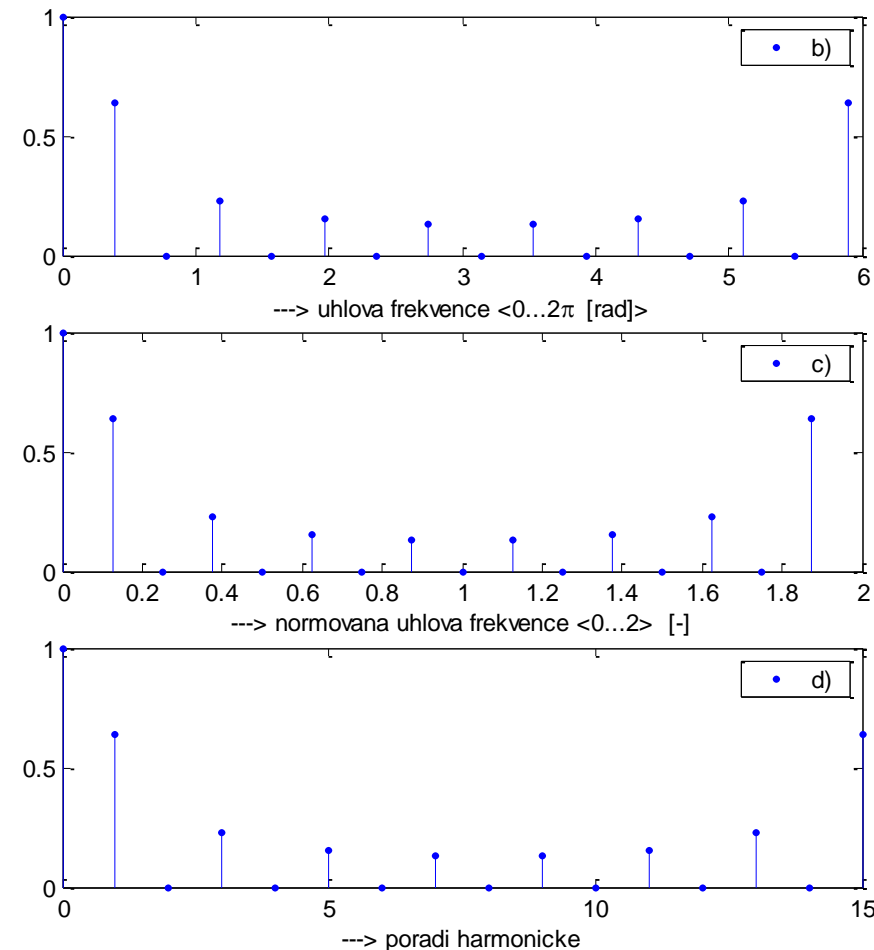 1
0.5
0
b)
0 1 2 3 4 5 6
---> uhlova frekvence <0...2π [rad]>
1
0.5
0
c)
0 0.2 0.4 0.6 0.8 1 1.2 1.4 1.6 1.8 2
---> normovana uhlova frekvence <0...2> [-]
1
0.5
0
d)
0 5 10 15
---> poradi harmonicke